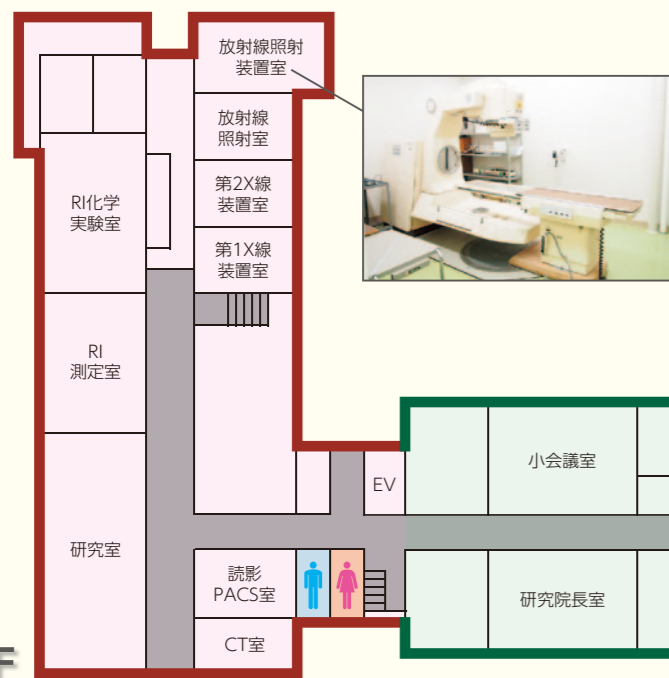 放射線照射
装置室
放射線
照射室
第2X線
装置室
RI化学
実験室
第1X線
装置室
RI
測定室
小会議室
EV
研究室
読影
PACS室
研究院長室
CT室